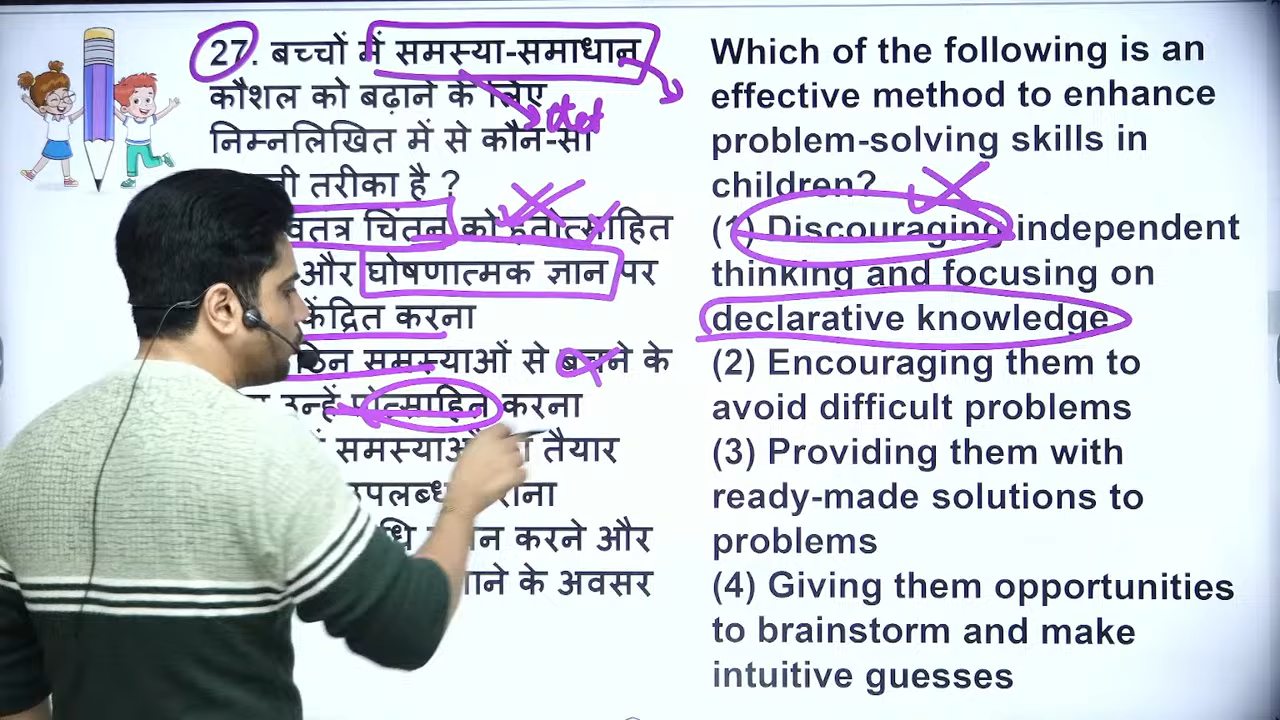 27. बच्चों में समस्या-समाधान
कौशल को बढ़ाने के लिए
निम्नलिखित में से कौन-सा
तरीका है ?
चिंतन को हतोत्साहित
और घोषणात्मक ज्ञान पर
केंद्रित करना
समस्याओं से बचने के
उन्हें प्रोत्साहित करना
समस्याओं तैयार
करने और
के अवसर
Which of the following is an
effective method to enhance
problem-solving skills in
children?
(1) Discouraging independent
thinking and focusing on
declarative knowledge
(2) Encouraging them to
avoid difficult problems
(3) Providing them with
ready-made solutions to
problems
(4) Giving them opportunities
to brainstorm and make
intuitive guesses